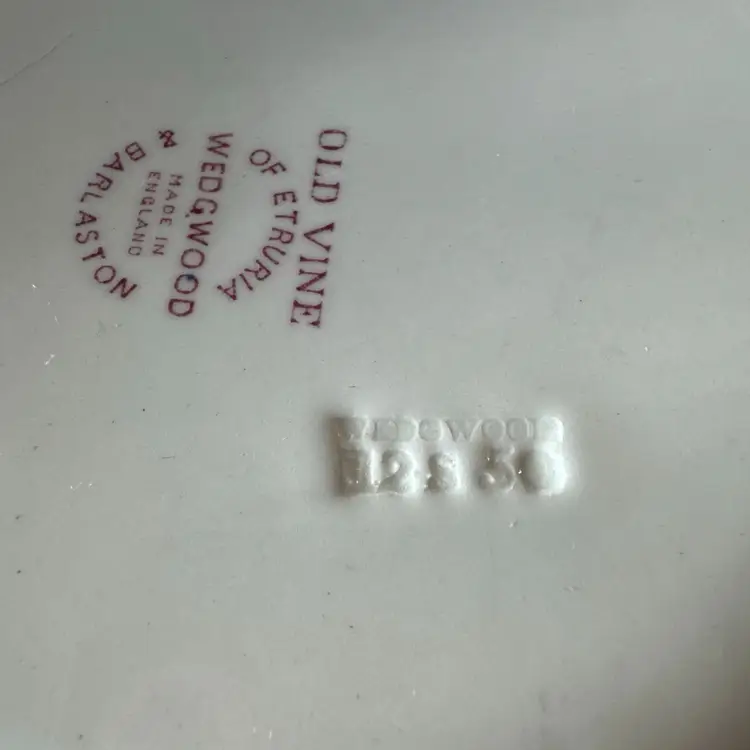 OLD VINE
OF ETRURIA
WEDGWOOD
MADE IN
ENGLAND
& BARLASTON
WEDGWOOD